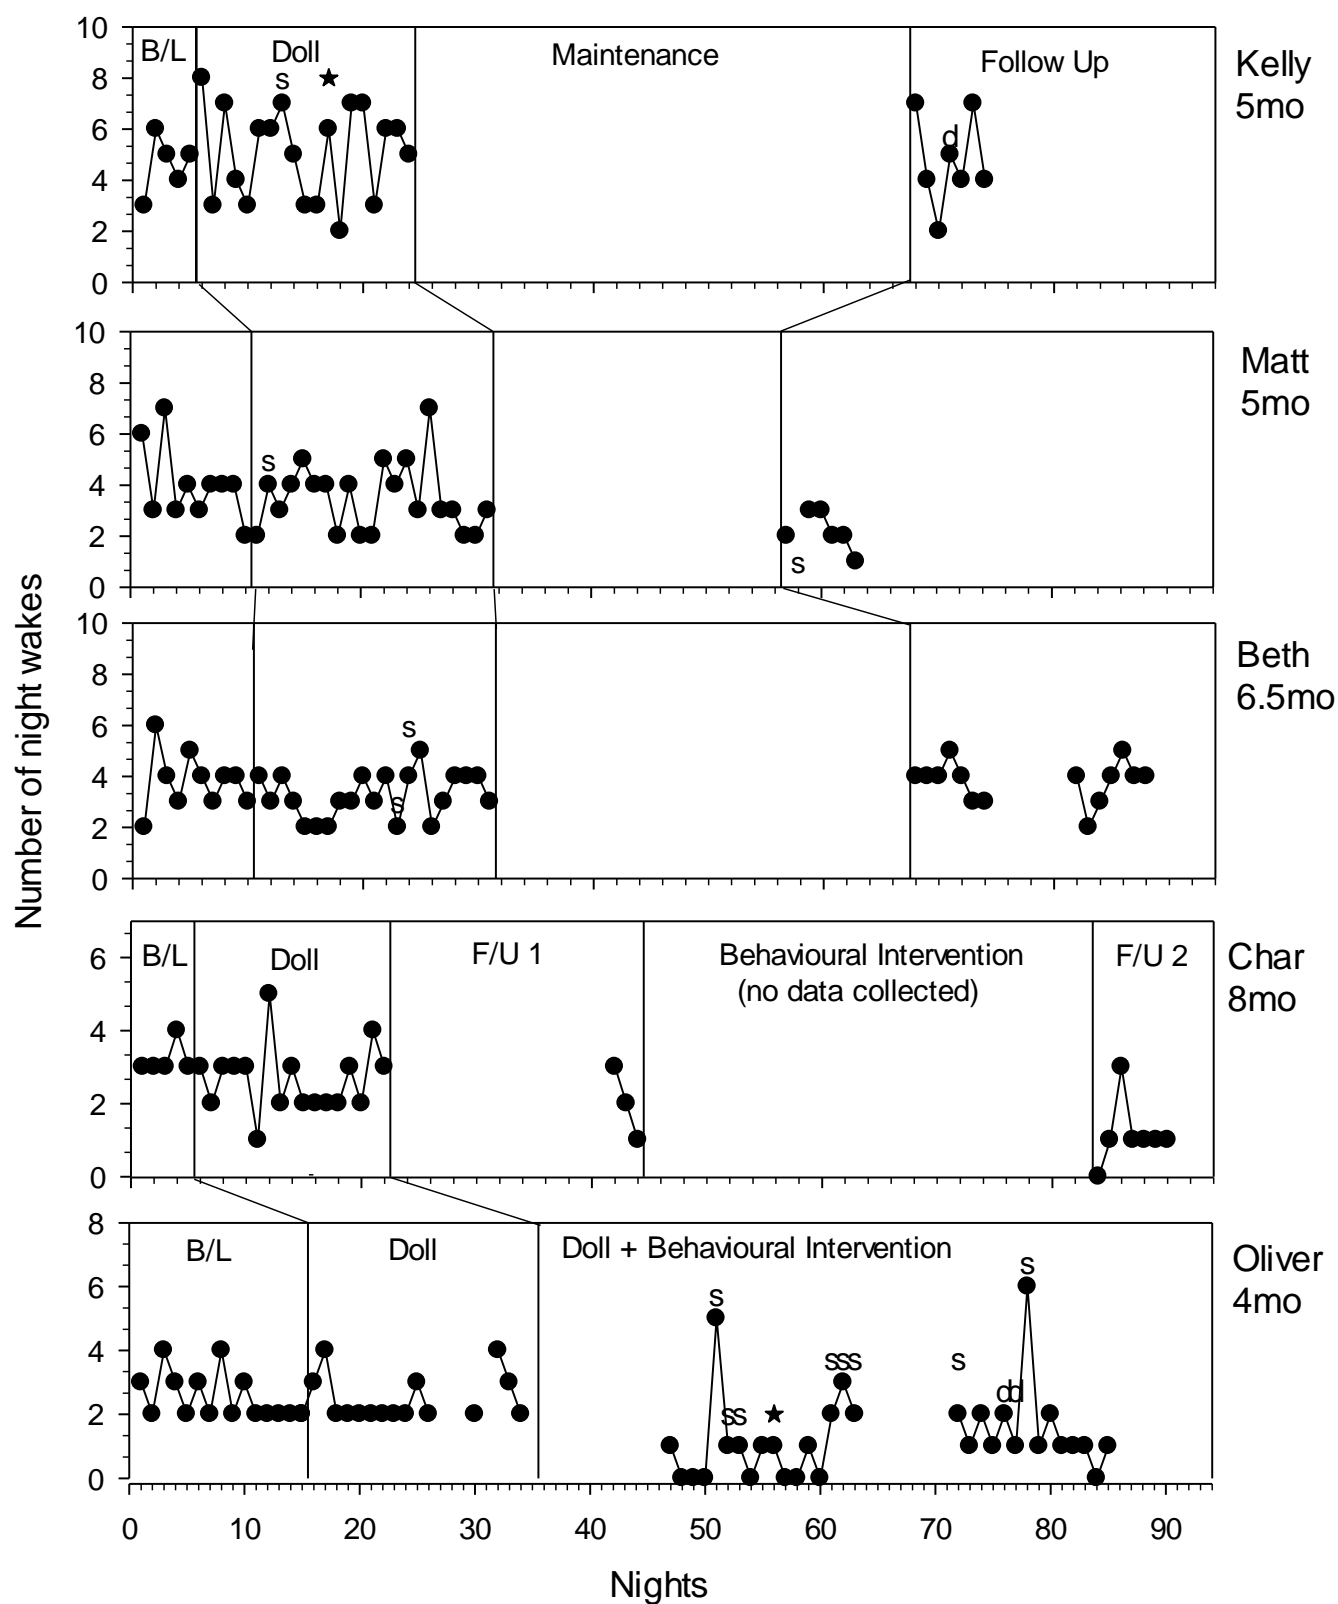 10
B/L
Doll
Maintenance
Follow Up
Kelly
5mo
8
s
★
6
d
4
2
0
10
Matt
5mo
8
6
s
4
2
s
0
Number of night wakes
10
Beth
6.5mo
8
6
s
4
s
2
0
B/L
Doll
F/U 1
Behavioural Intervention
(no data collected)
F/U 2
Char
8mo
6
4
2
0
8
B/L
Doll
Doll + Behavioural Intervention
Oliver
4mo
6
s
s
4
sss
s
dd
2
ss
★
0
0 10 20 30 40 50 60 70 80 90
Nights